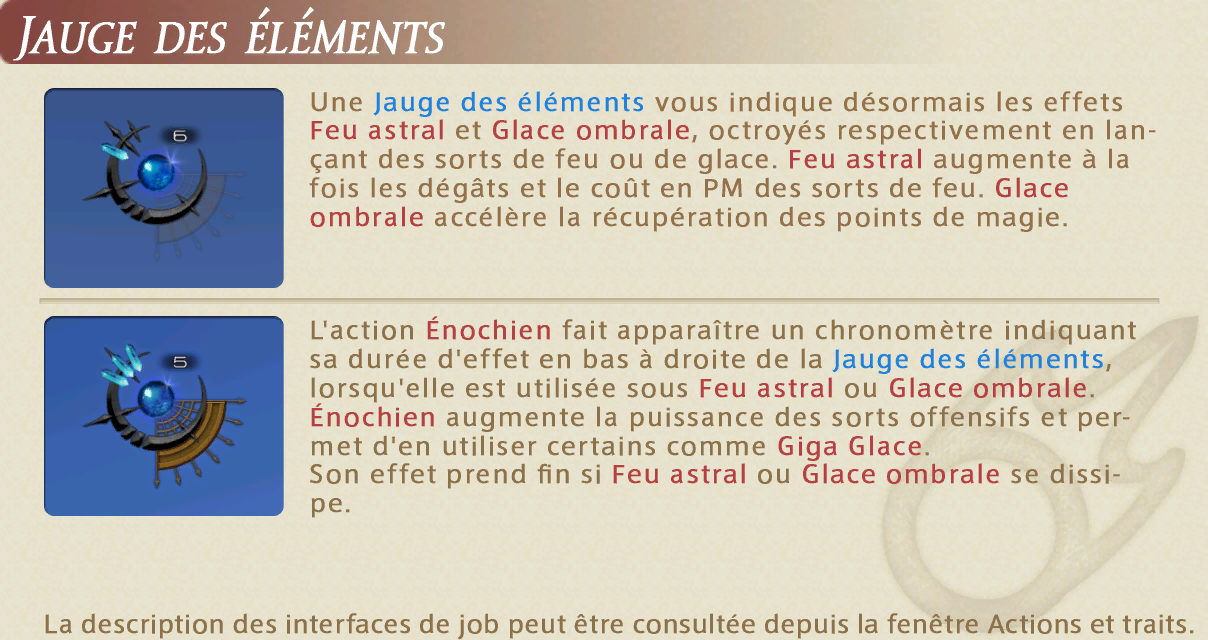 JAUGE DES ÉLÉMENTS
6
Une Jauge des éléments vous indique désormais les effets
Feu astral et Glace ombrale, octroyés respectivement en lan-
çant des sorts de feu ou de glace. Feu astral augmente à la
fois les dégâts et le coût en PM des sorts de feu. Glace
ombrale accélère la récupération des points de magie.
5
L'action Énochien fait apparaître un chronomètre indiquant
sa durée d'effet en bas à droite de la Jauge des éléments,
lorsqu'elle est utilisée sous Feu astral ou Glace ombrale.
Énochien augmente la puissance des sorts offensifs et per-
met d'en utiliser certains comme Giga Glace.
Son effet prend fin si Feu astral ou Glace ombrale se dissi-
pe.
La description des interfaces de job peut être consultée depuis la fenêtre Actions et traits.